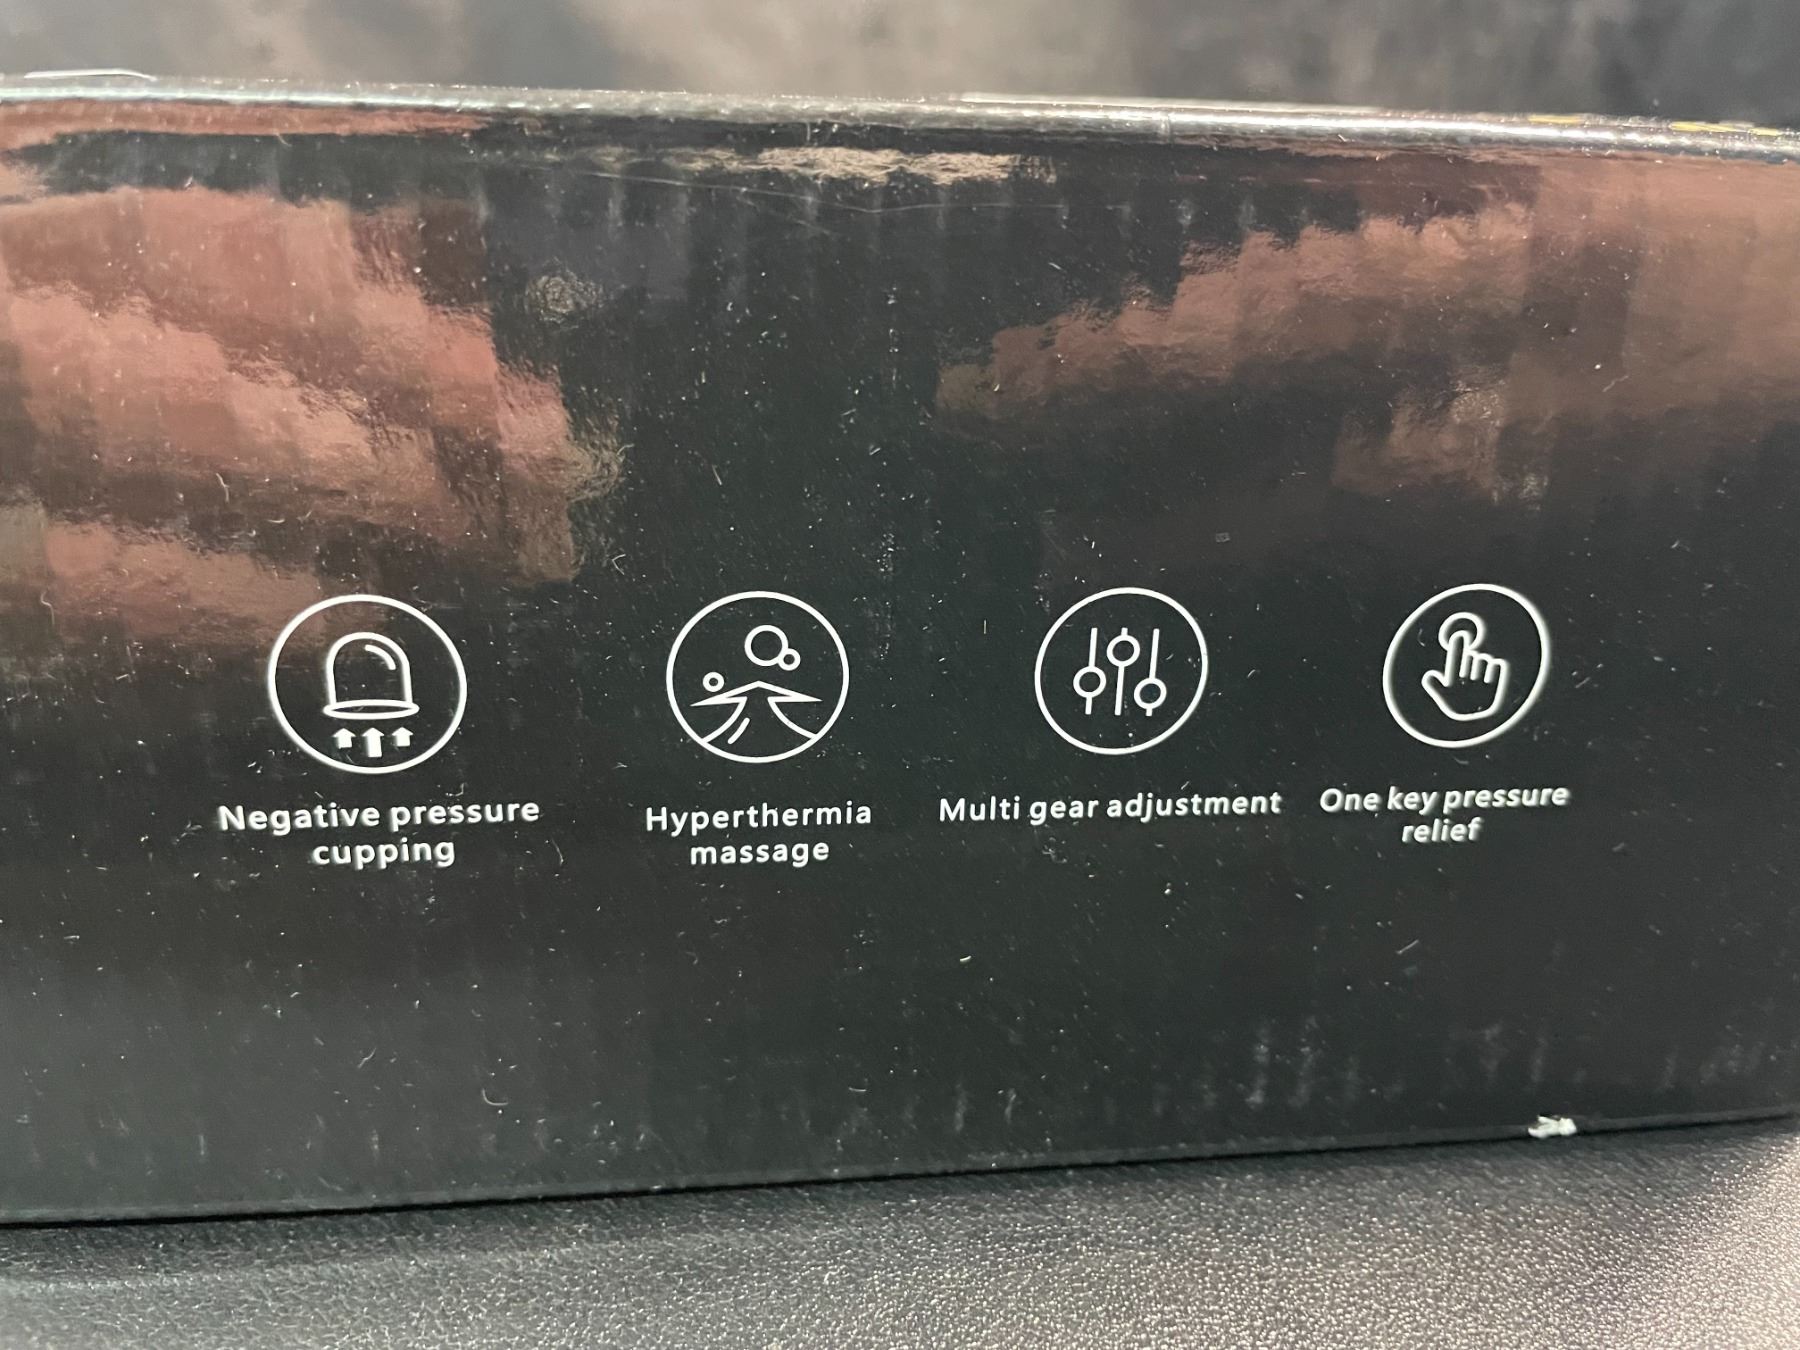 Negative pressure
cupping
Hyperthermia
massage
Multi gear adjustment
One key pressure
relief